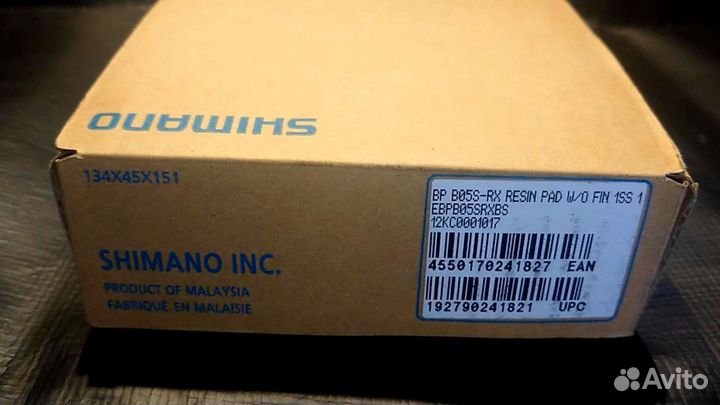 SHIMANO
134X45X151
SHIMANO INC.
PRODUCT OF MALAYSIA
FABRIQUÉ EN MALAISIE
BP B05S-RX RESIN PAD W/O FIN 1SS 1
EBPB05SRXBS
12KC0001017
4550170241827 EAN
192790241821 UPC
Avito